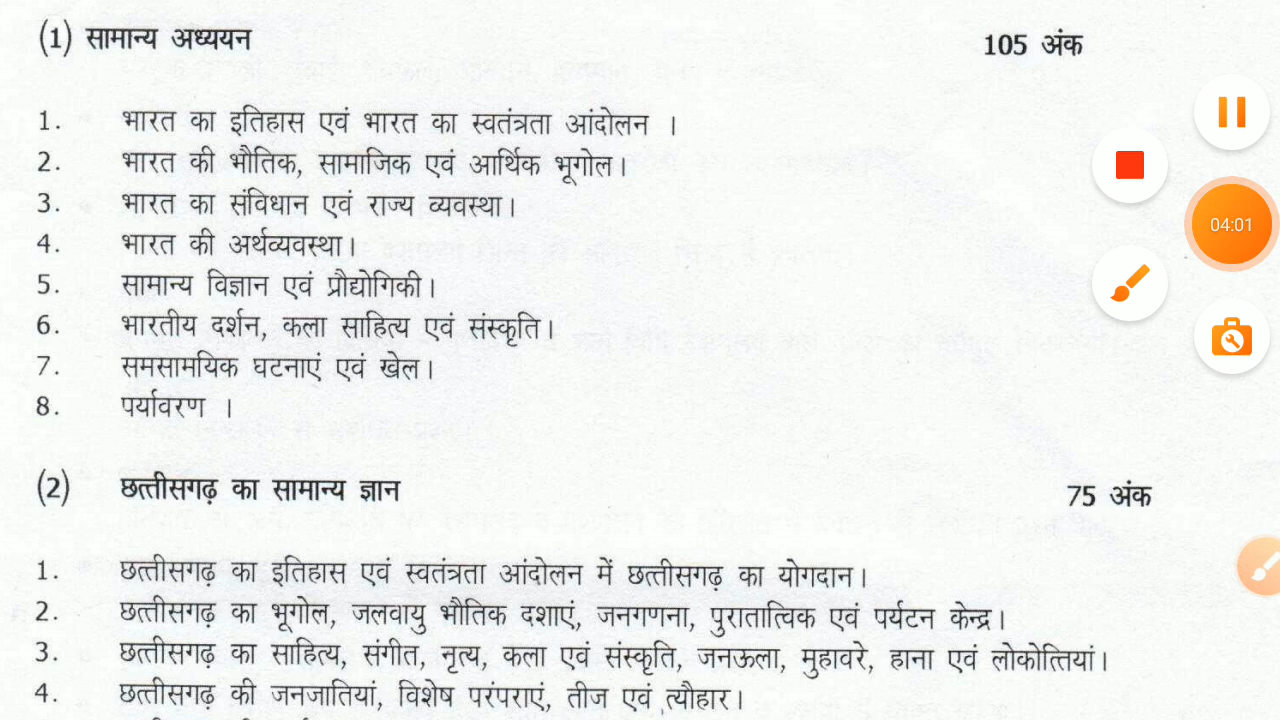 (1) सामान्य अध्ययन 105 अंक
1. भारत का इतिहास एवं भारत का स्वतंत्रता आंदोलन ।
2. भारत की भौतिक, सामाजिक एवं आर्थिक भूगोल।
3. भारत का संविधान एवं राज्य व्यवस्था।
4. भारत की अर्थव्यवस्था।
5. सामान्य विज्ञान एवं प्रौद्योगिकी।
6. भारतीय दर्शन, कला साहित्य एवं संस्कृति।
7. समसामयिक घटनाएं एवं खेल।
8. पर्यावरण ।
(2) छत्तीसगढ़ का सामान्य ज्ञान 75 अंक
1. छत्तीसगढ़ का इतिहास एवं स्वतंत्रता आंदोलन में छत्तीसगढ़ का योगदान।
2. छत्तीसगढ़ का भूगोल, जलवायु भौतिक दशाएं, जनगणना, पुरातात्विक एवं पर्यटन केन्द्र।
3. छत्तीसगढ़ का साहित्य, संगीत, नृत्य, कला एवं संस्कृति, जनऊला, मुहावरे, हाना एवं लोकोत्तियां।
4. छत्तीसगढ़ की जनजातियां, विशेष परंपराएं, तीज एवं त्यौहार।
04:01